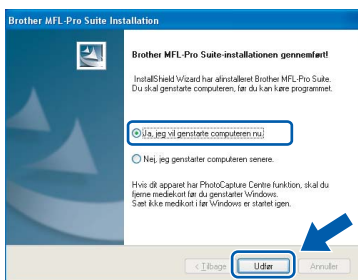 Brother MFL-Pro Suite Installation
Brother MFL-Pro Suite-installationen gennemført!
InstallShield Wizard har afinstalleret Brother MFL-Pro Suite.
Du skal genstarte computeren, før du kan køre programmet.
Ja, jeg vil genstarte computeren nu.
Nej, jeg genstarter computeren senere.
Hvis dit apparat har PhotoCapture Centre funktion, skal du
fjerne mediekort før du genstarter Windows.
Sæt ikke medikort i før Windows er startet igen.
< Tilbage
Udfør
Annuller